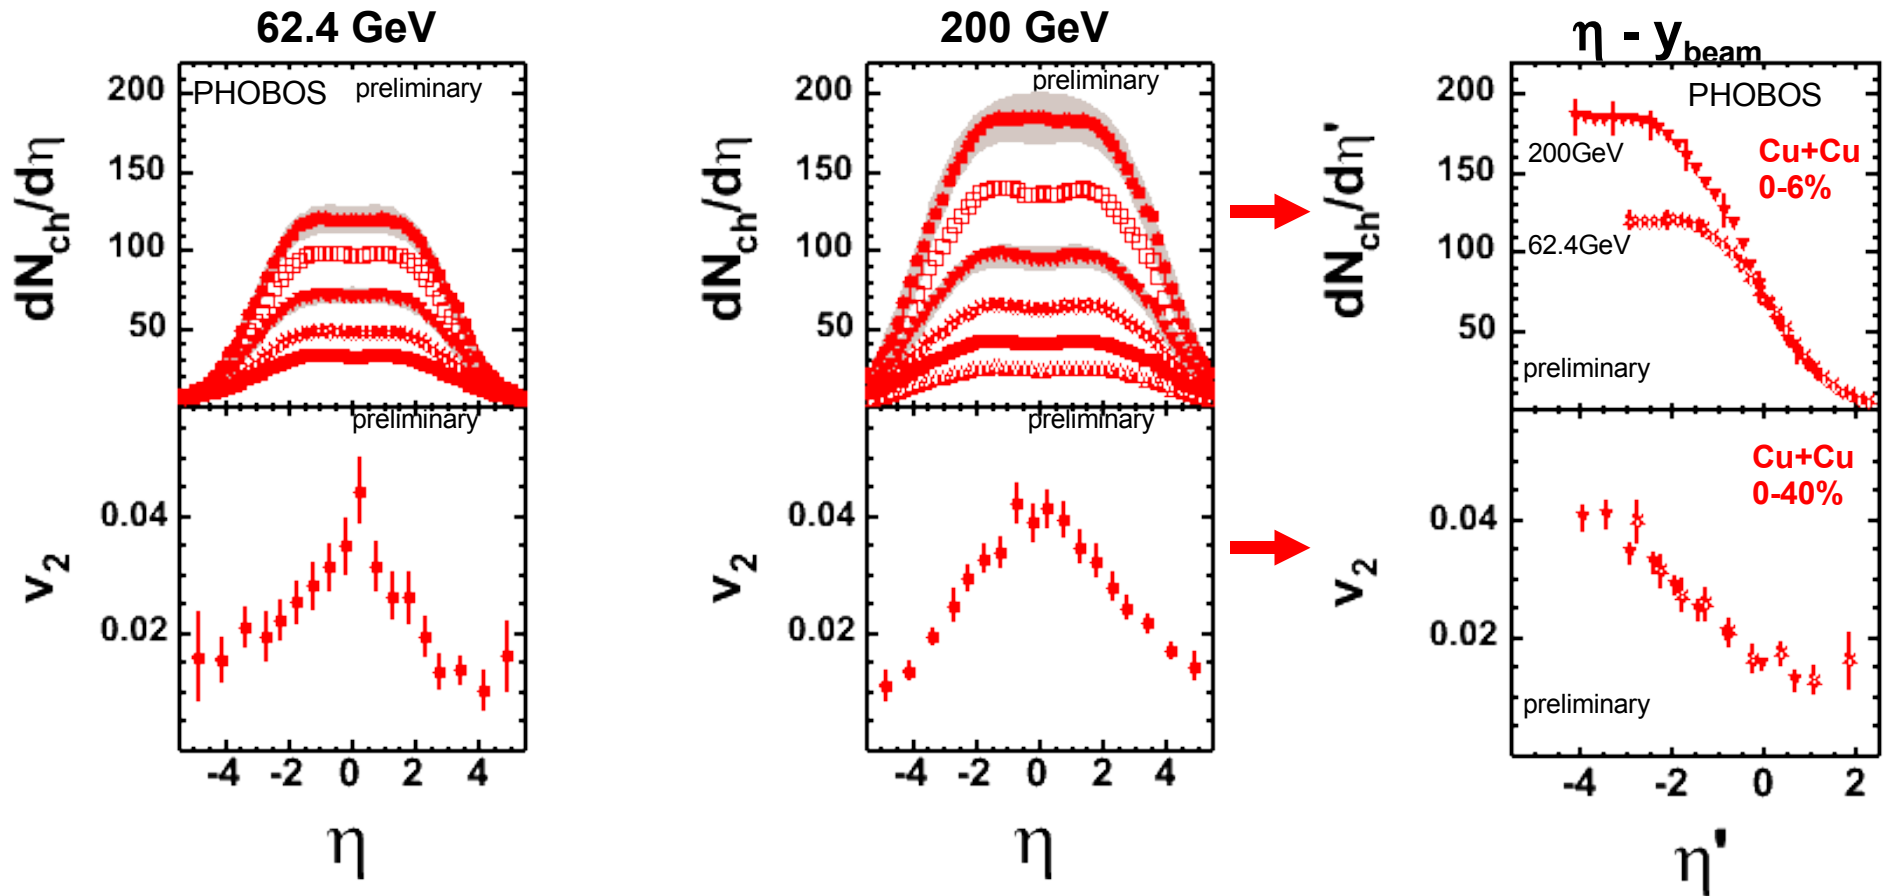 62.4 GeV
200 GeV
η - y_beam
200
150
100
50
PHOBOS
preliminary
dN_ch/dη
preliminary
0.04
0.02
v_2
-4 -2 0 2 4
η
200
150
100
50
preliminary
dN_ch/dη
preliminary
0.04
0.02
v_2
-4 -2 0 2 4
η
200
150
100
50
PHOBOS
200GeV
Cu+Cu
0-6%
62.4GeV
preliminary
dN_ch/dη'
Cu+Cu
0-40%
0.04
0.02
preliminary
v_2
-4 -2 0 2
η'